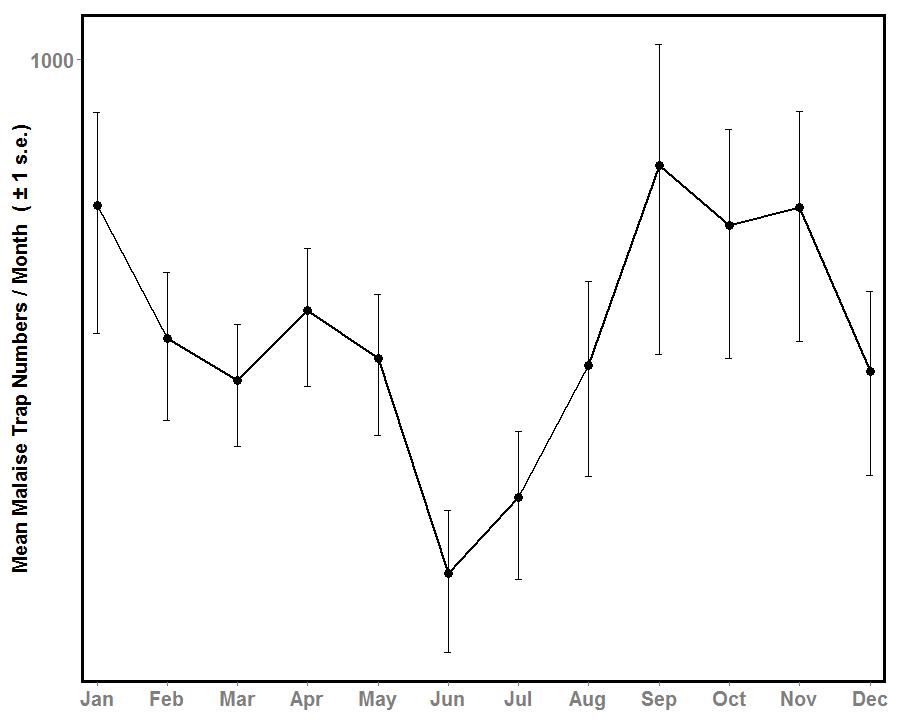 1000
Mean Malaise Trap Numbers / Month ( ± 1 s.e.)
Jan Feb Mar Apr May Jun Jul Aug Sep Oct Nov Dec